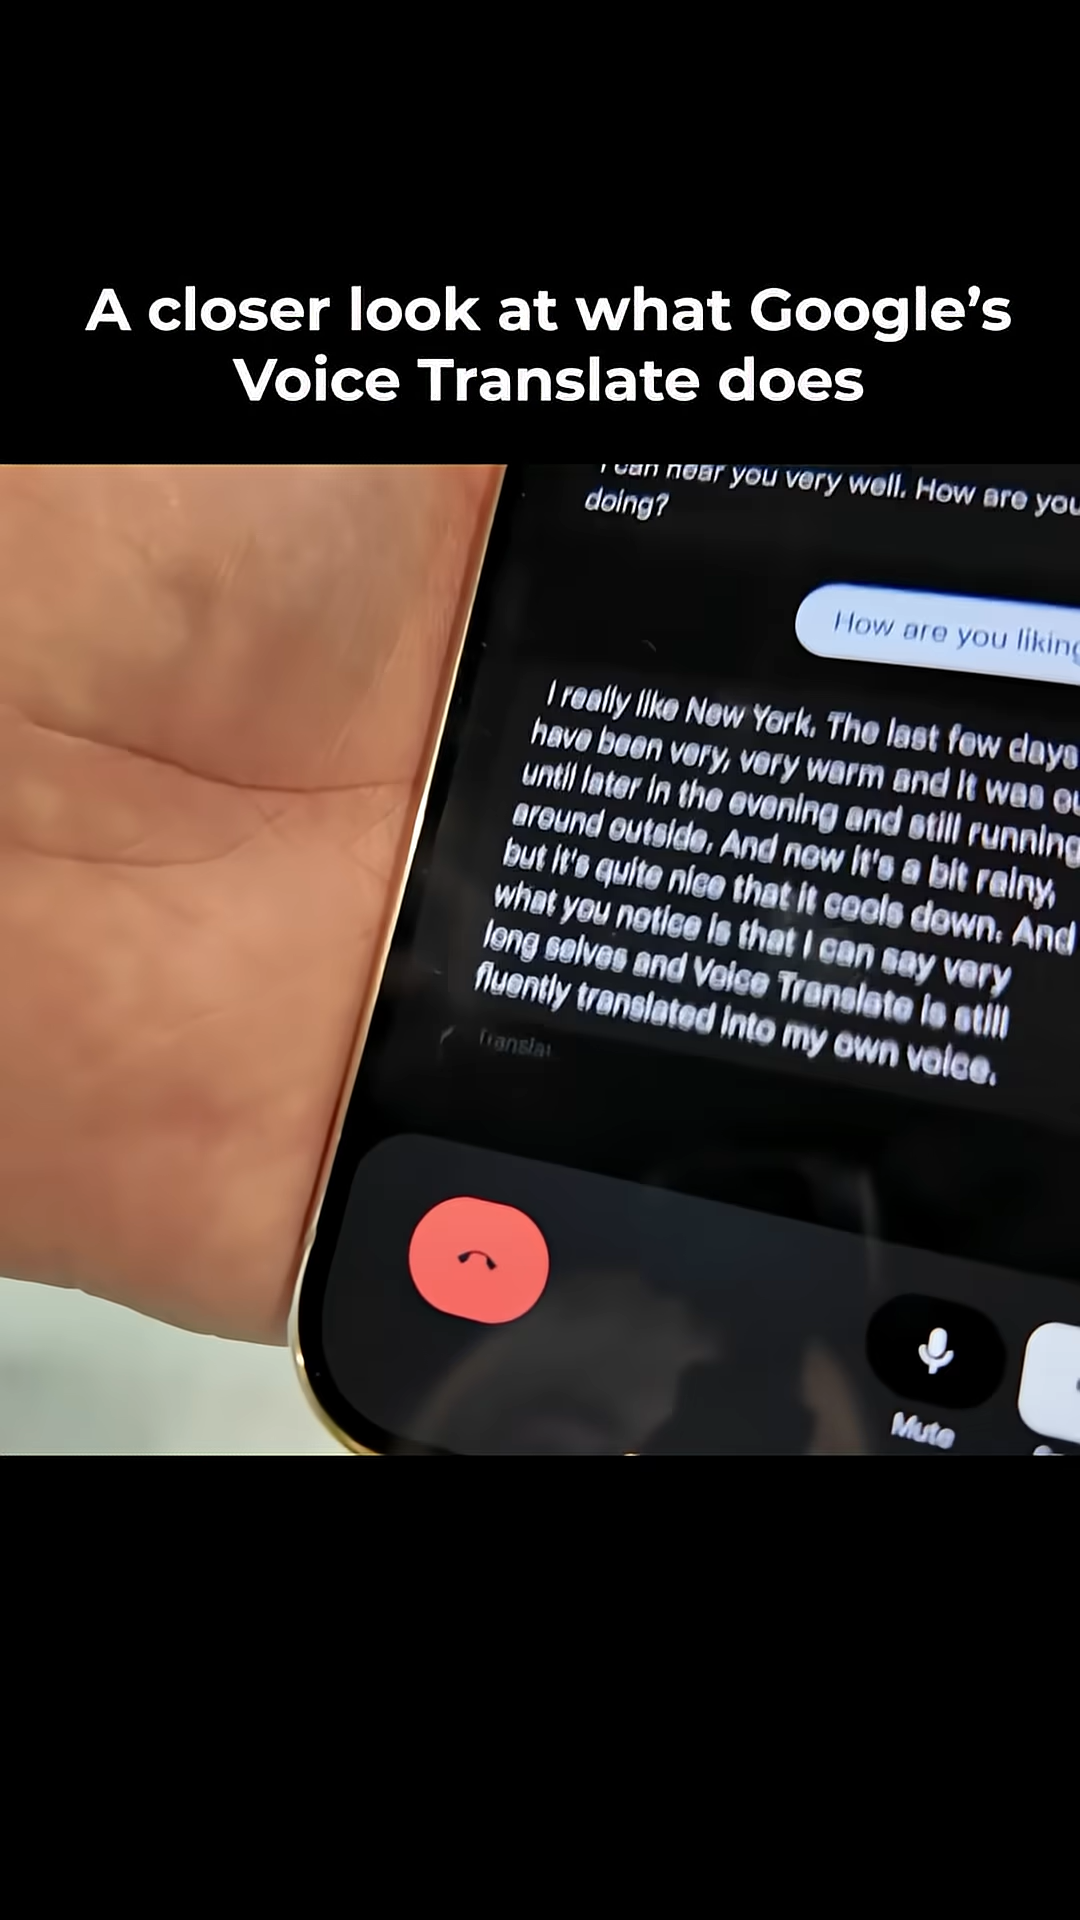 A closer look at what Google’s
Voice Translate does
I can hear you very well. How are you
doing?
How are you liking
I really like New York. The last few days
have been very, very warm and it was
until later in the evening and still running
around outside. And now it's a bit rainy,
but it's quite nice that it cools down. And
what you notice is that I can say very
long selves and Voice Translate is still
fluently translated into my own voice.
Mute